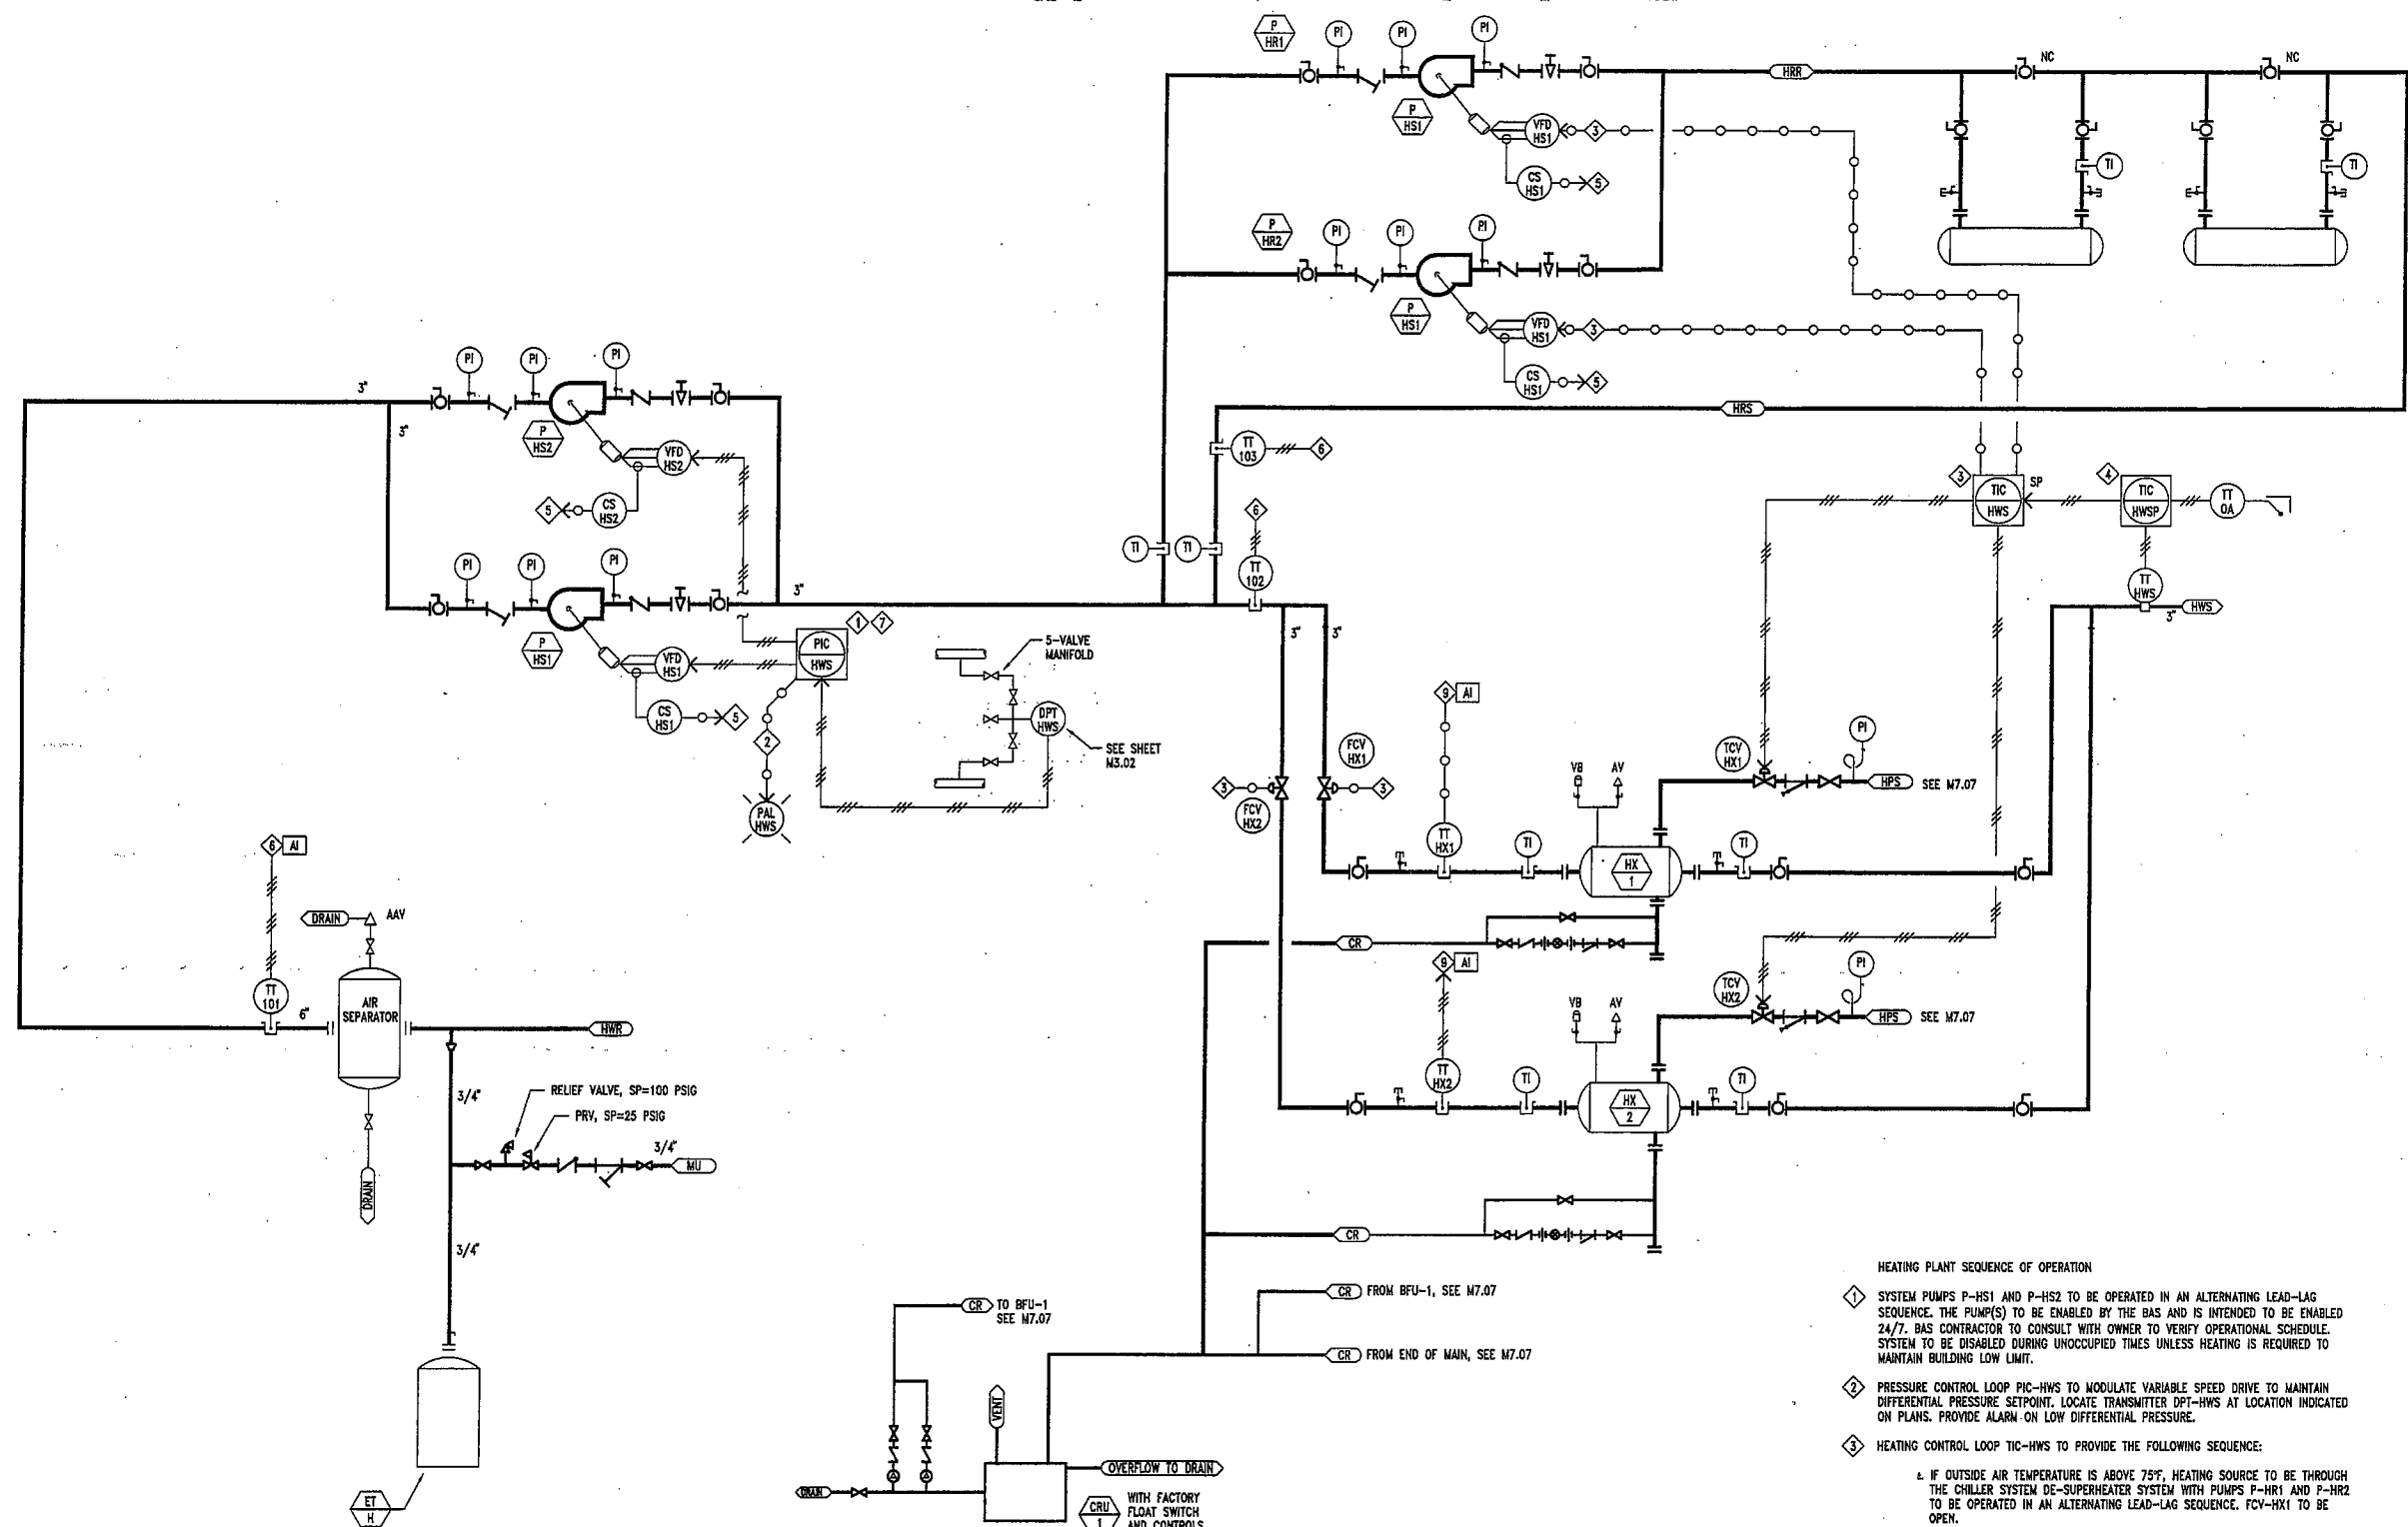 P
HR1
PI
PI
PI
HRR
NC
NC
P
HS1
VFD
HS1
3
CS
HS1
5
TI
TI
P
HR2
PI
PI
PI
P
HS1
VFD
HS1
3
CS
HS1
5
HRS
3"
3"
PI
PI
PI
P
HS2
VFD
HS2
CS
HS2
5
TT
103
6
6
3
TIC
HWS
SP
4
TIC
HWSP
TT
OA
PI
PI
PI
3"
TI
TI
TT
102
TT
HWS
HWS
3"
P
HS1
VFD
HS1
CS
HS1
5
PIC
HWS
1
7
5-VALVE
MANIFOLD
DPT
HWS
SEE SHEET
M3.02
2
PAL
HWS
3"
3"
9
AI
FCV
HX1
3
3
FCV
HX2
TCV
HX1
PI
HPS
SEE M7.07
VB
AV
TT
HX1
TI
HX
1
TI
6
AI
DRAIN
AAV
TT
101
6"
AIR
SEPARATOR
HWR
CR
9
AI
TCV
HX2
PI
HPS
SEE M7.07
VB
AV
TT
HX2
TI
HX
2
TI
3/4"
RELIEF VALVE, SP=100 PSIG
PRV, SP=25 PSIG
3/4"
MU
DRAIN
3/4"
CR
CR
TO BFU-1
SEE M7.07
CR
FROM BFU-1, SEE M7.07
CR
FROM END OF MAIN, SEE M7.07
VENT
OVERFLOW TO DRAIN
DRAIN
ET
H
CRU
1
WITH FACTORY
FLOAT SWITCH
AND CONTROLS
HEATING PLANT SEQUENCE OF OPERATION
1 SYSTEM PUMPS P-HS1 AND P-HS2 TO BE OPERATED IN AN ALTERNATING LEAD-LAG
SEQUENCE. THE PUMP(S) TO BE ENABLED BY THE BAS AND IS INTENDED TO BE ENABLED
24/7. BAS CONTRACTOR TO CONSULT WITH OWNER TO VERIFY OPERATIONAL SCHEDULE.
SYSTEM TO BE DISABLED DURING UNOCCUPIED TIMES UNLESS HEATING IS REQUIRED TO
MAINTAIN BUILDING LOW LIMIT.
2 PRESSURE CONTROL LOOP PIC-HWS TO MODULATE VARIABLE SPEED DRIVE TO MAINTAIN
DIFFERENTIAL PRESSURE SETPOINT. LOCATE TRANSMITTER DPT-HWS AT LOCATION INDICATED
ON PLANS. PROVIDE ALARM ON LOW DIFFERENTIAL PRESSURE.
3 HEATING CONTROL LOOP TIC-HWS TO PROVIDE THE FOLLOWING SEQUENCE:
IF OUTSIDE AIR TEMPERATURE IS ABOVE 75°F, HEATING SOURCE TO BE THROUGH
THE CHILLER SYSTEM DE-SUPERHEATER SYSTEM WITH PUMPS P-HR1 AND P-HR2
TO BE OPERATED IN AN ALTERNATING LEAD-LAG SEQUENCE. FCV-HX1 TO BE
OPEN.